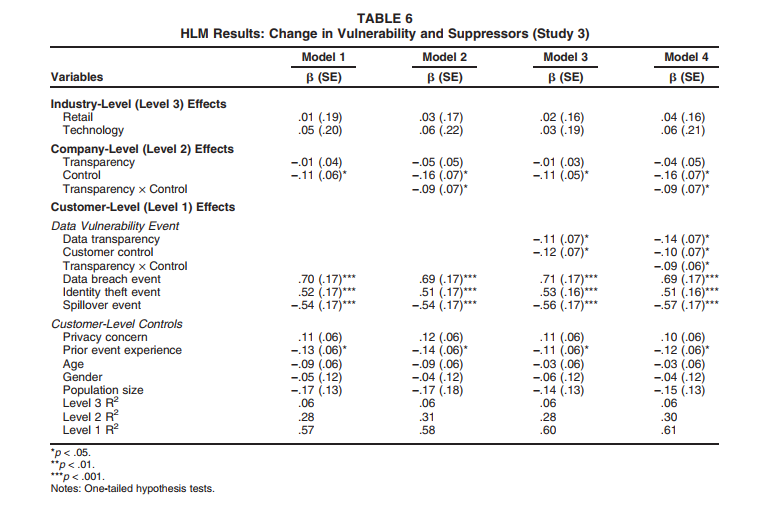 TABLE 6
HLM Results: Change in Vulnerability and Suppressors (Study 3)
Model 1 Model 2 Model 3 Model 4
Variables β (SE) β (SE) β (SE) β (SE)
Industry-Level (Level 3) Effects
Retail .01 (.19) .03 (.17) .02 (.16) .04 (.16)
Technology .05 (.20) .06 (.22) .03 (.19) .06 (.21)
Company-Level (Level 2) Effects
Transparency –.01 (.04) –.05 (.05) –.01 (.03) –.04 (.05)
Control –.11 (.06)* –.16 (.07)* –.11 (.05)* –.16 (.07)*
Transparency × Control –.09 (.07)* –.09 (.07)*
Customer-Level (Level 1) Effects
Data Vulnerability Event
Data transparency –.11 (.07)* –.14 (.07)*
Customer control –.12 (.07)* –.10 (.07)*
Transparency × Control –.09 (.06)*
Data breach event .70 (.17)*** .69 (.17)*** .71 (.17)*** .69 (.17)***
Identity theft event .52 (.17)*** .51 (.17)*** .53 (.16)*** .51 (.16)***
Spillover event –.54 (.17)*** –.54 (.17)*** –.56 (.17)*** –.57 (.17)***
Customer-Level Controls
Privacy concern .11 (.06) .12 (.06) .11 (.06) .10 (.06)
Prior event experience –.13 (.06)* –.14 (.06)* –.11 (.06)* –.12 (.06)*
Age –.09 (.06) –.09 (.06) –.03 (.06) –.03 (.06)
Gender –.05 (.12) –.04 (.12) –.06 (.12) –.04 (.12)
Population size –.17 (.13) –.17 (.18) –.14 (.13) –.15 (.13)
Level 3 R² .06 .06 .06 .06
Level 2 R² .28 .31 .28 .30
Level 1 R² .57 .58 .60 .61
*p < .05.
**p < .01.
***p < .001.
Notes: One-tailed hypothesis tests.